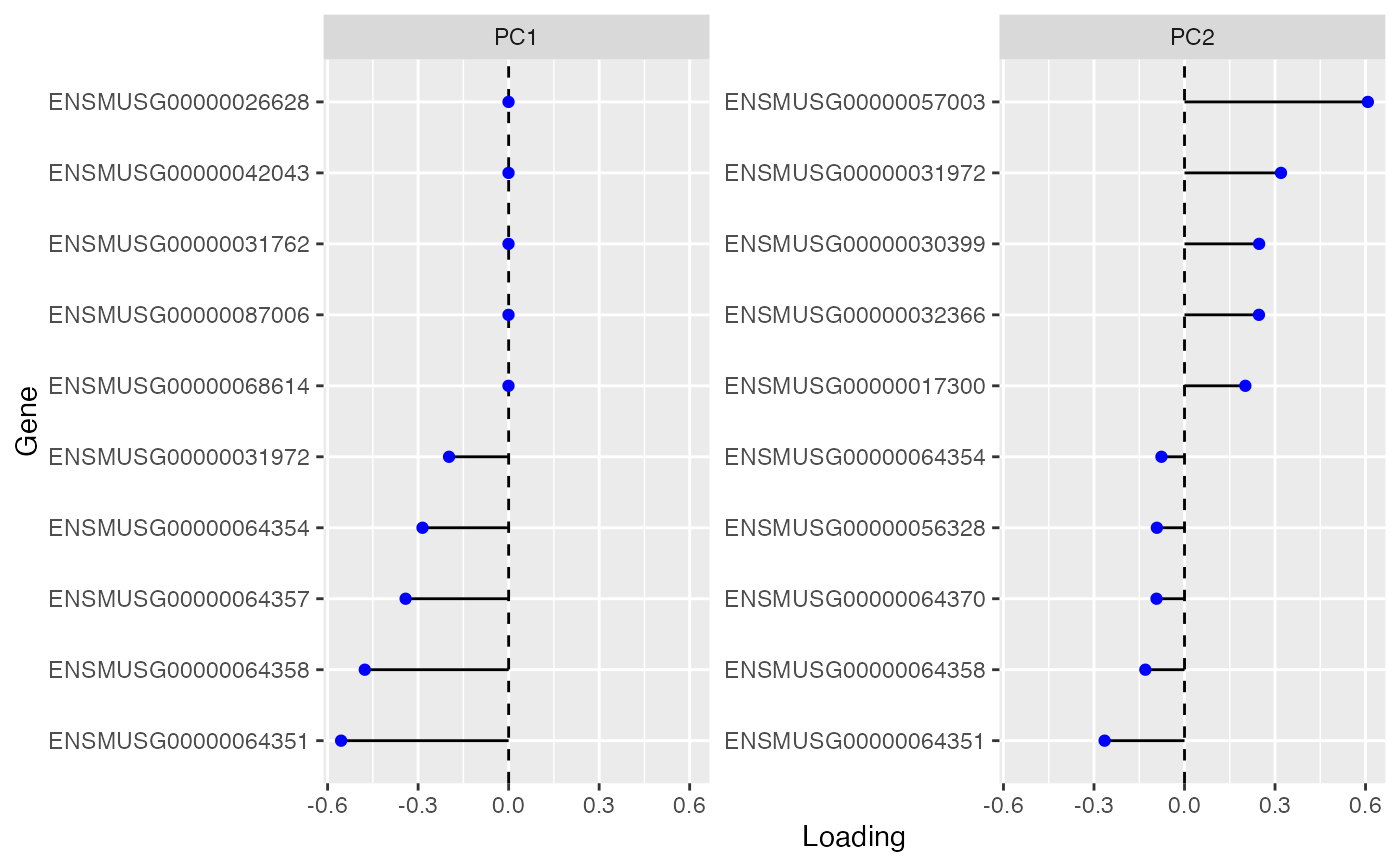 PC1
PC2
Gene
ENSMUSG00000026628
ENSMUSG00000042043
ENSMUSG00000031762
ENSMUSG00000087006
ENSMUSG00000068614
ENSMUSG00000031972
ENSMUSG00000064354
ENSMUSG00000064357
ENSMUSG00000064358
ENSMUSG00000064351
-0.6 -0.3 0.0 0.3 0.6
ENSMUSG00000057003
ENSMUSG00000031972
ENSMUSG00000030399
ENSMUSG00000032366
ENSMUSG00000017300
ENSMUSG00000064354
ENSMUSG00000056328
ENSMUSG00000064370
ENSMUSG00000064358
ENSMUSG00000064351
-0.6 -0.3 0.0 0.3 0.6
Loading